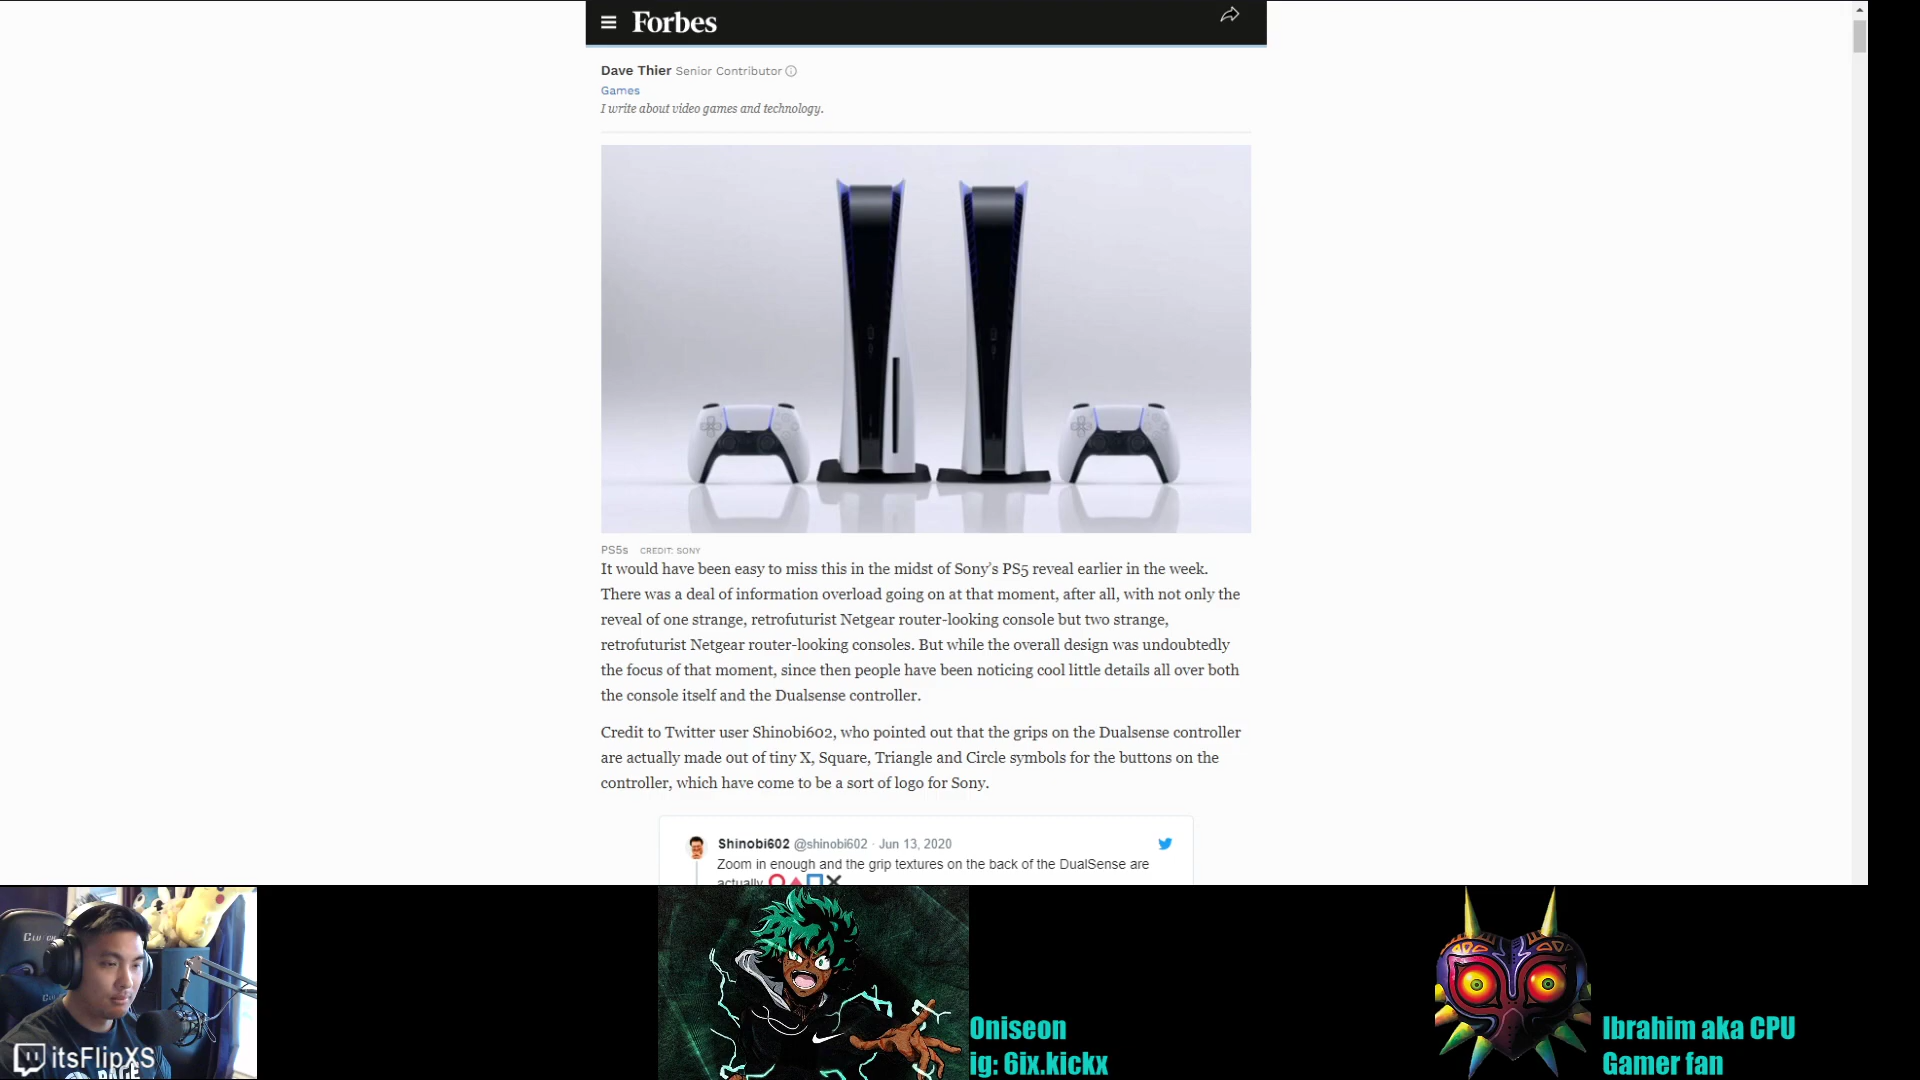 Forbes
Dave Thier Senior Contributor
Games
I write about video games and technology.
PS5s CREDIT: SONY
It would have been easy to miss this in the midst of Sony's PS5 reveal earlier in the week.
There was a deal of information overload going on at that moment, after all, with not only the
reveal of one strange, retrofuturist Netgear router-looking console but two strange,
retrofuturist Netgear router-looking consoles. But while the overall design was undoubtedly
the focus of that moment, since then people have been noticing cool little details all over both
the console itself and the Dualsense controller.
Credit to Twitter user Shinobi602, who pointed out that the grips on the Dualsense controller
are actually made out of tiny X, Square, Triangle and Circle symbols for the buttons on the
controller, which have come to be a sort of logo for Sony.
Shinobi602 @shinobi602 · Jun 13, 2020
Zoom in enough and the grip textures on the back of the DualSense are
actually
itsFlipXS
Oniseon
ig: 6ix.kickx
Ibrahim aka CPU
Gamer fan